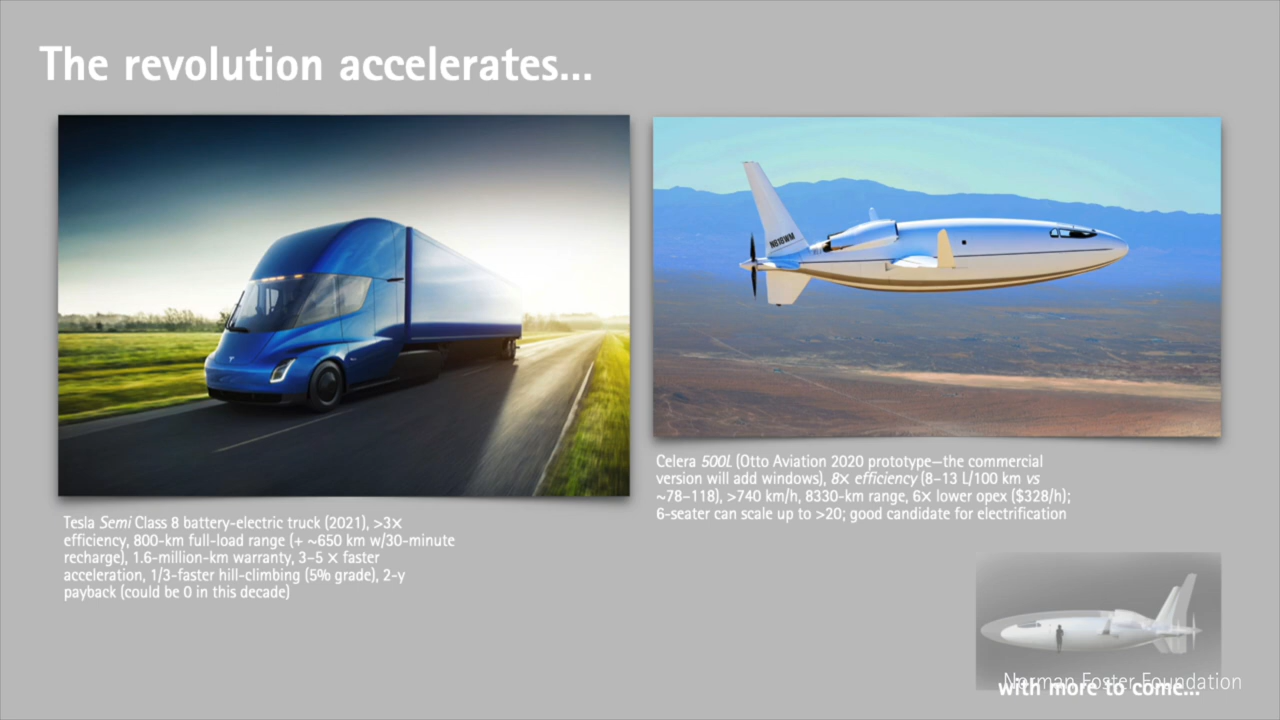 The revolution accelerates...
N818WM
Celera 500L (Otto Aviation 2020 prototype—the commercial
version will add windows), 8× efficiency (8–13 L/100 km vs
~78–118), >740 km/h, 8330-km range, 6× lower opex ($328/h);
6-seater can scale up to >20; good candidate for electrification
Tesla Semi Class 8 battery-electric truck (2021), >3×
efficiency, 800-km full-load range (+ ~650 km w/30-minute
recharge), 1.6-million-km warranty, 3–5 × faster
acceleration, 1/3-faster hill-climbing (5% grade), 2-y
payback (could be 0 in this decade)
Norman Foster Foundation
with more to come...